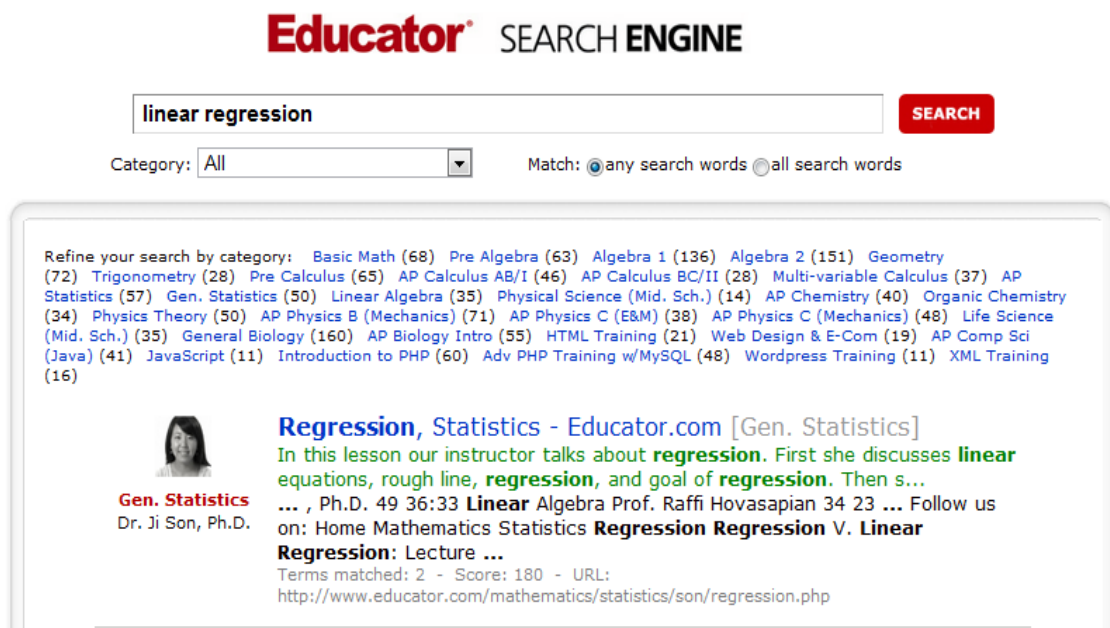 Educator® SEARCH ENGINE
linear regression
SEARCH
Category: All
Match: any search words all search words
Refine your search by category: Basic Math (68) Pre Algebra (63) Algebra 1 (136) Algebra 2 (151) Geometry
(72) Trigonometry (28) Pre Calculus (65) AP Calculus AB/I (46) AP Calculus BC/II (28) Multi-variable Calculus (37) AP
Statistics (57) Gen. Statistics (50) Linear Algebra (35) Physical Science (Mid. Sch.) (14) AP Chemistry (40) Organic Chemistry
(34) Physics Theory (50) AP Physics B (Mechanics) (71) AP Physics C (E&M) (38) AP Physics C (Mechanics) (48) Life Science
(Mid. Sch.) (35) General Biology (160) AP Biology Intro (55) HTML Training (21) Web Design & E-Com (19) AP Comp Sci
(Java) (41) JavaScript (11) Introduction to PHP (60) Adv PHP Training w/MySQL (48) Wordpress Training (11) XML Training
(16)
Gen. Statistics
Dr. Ji Son, Ph.D.
Regression, Statistics - Educator.com [Gen. Statistics]
In this lesson our instructor talks about regression. First she discusses linear
equations, rough line, regression, and goal of regression. Then s...
... , Ph.D. 49 36:33 Linear Algebra Prof. Raffi Hovasapian 34 23 ... Follow us
on: Home Mathematics Statistics Regression Regression V. Linear
Regression: Lecture ...
Terms matched: 2 - Score: 180 - URL:
http://www.educator.com/mathematics/statistics/son/regression.php